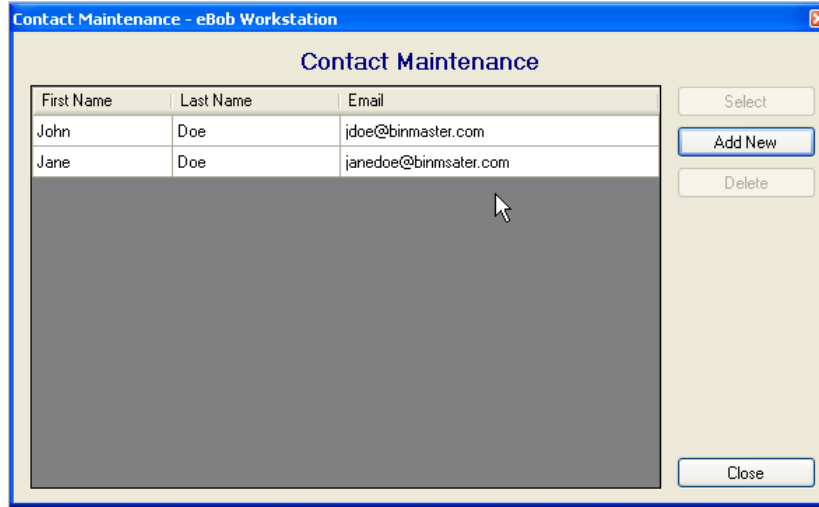 Contact Maintenance - eBob Workstation
Contact Maintenance
First Name Last Name Email
John Doe jdoe@binmaster.com
Jane Doe janedoe@binmsater.com
Select
Add New
Delete
Close